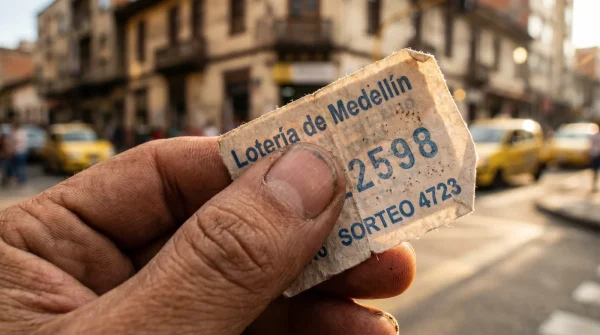 Lotería de Medellín
2598
SORTEO 4723